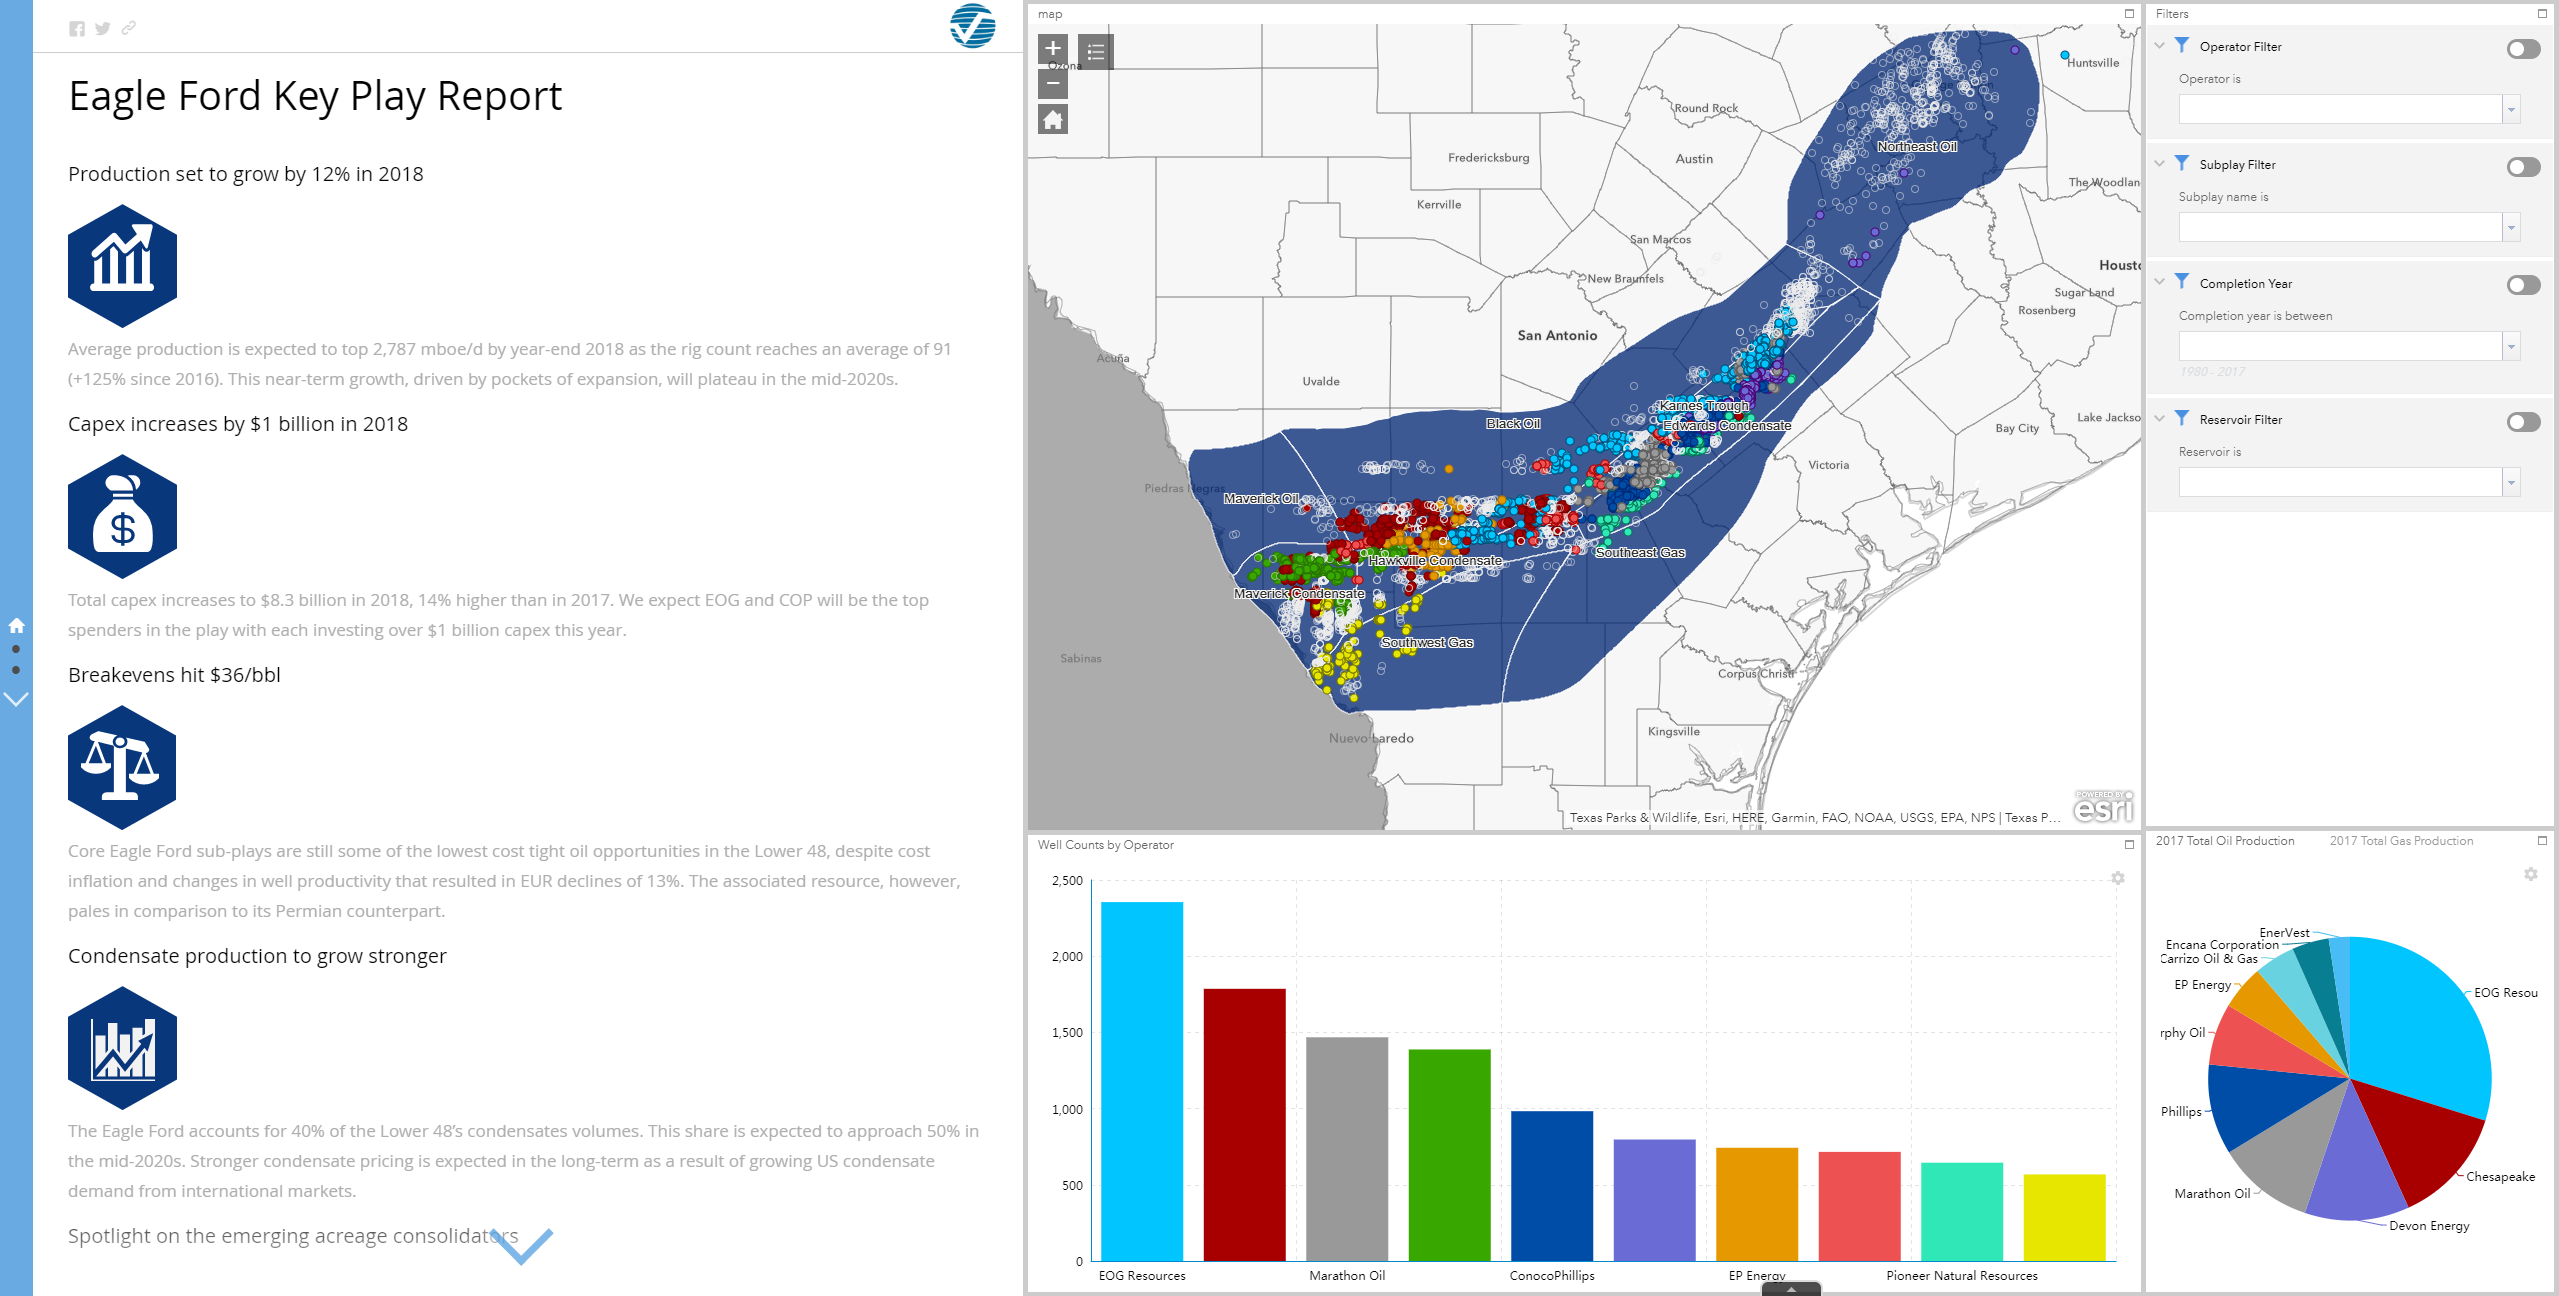 Eagle Ford Key Play Report
Production set to grow by 12% in 2018
Average production is expected to top 2,787 mboe/d by year-end 2018 as the rig count reaches an average of 91
(+125% since 2016). This near-term growth, driven by pockets of expansion, will plateau in the mid-2020s.
Capex increases by $1 billion in 2018
$
Total capex increases to $8.3 billion in 2018, 14% higher than in 2017. We expect EOG and COP will be the top
spenders in the play with each investing over $1 billion capex this year.
Breakevens hit $36/bbl
Core Eagle Ford sub-plays are still some of the lowest cost tight oil opportunities in the Lower 48, despite cost
inflation and changes in well productivity that resulted in EUR declines of 13%. The associated resource, however,
pales in comparison to its Permian counterpart.
Condensate production to grow stronger
The Eagle Ford accounts for 40% of the Lower 48's condensates volumes. This share is expected to approach 50% in
the mid-2020s. Stronger condensate pricing is expected in the long-term as a result of growing US condensate
demand from international markets.
Spotlight on the emerging acreage consolidators
map
+
−
Ozona
Huntsville
Round Rock
Northeast Oil
Fredericksburg
Austin
The Woodlan
Kerrville
San Marcos
Houst
New Braunfels
Sugar Land
Rosenberg
San Antonio
Acuña
Uvalde
Karnes Trough
Lake Jackso
Black Oil
Edwards Condensate
Bay City
Victoria
Piedras Negras
Maverick Oil
Southeast Gas
Hawkville Condensate
Maverick Condensate
Southwest Gas
Sabinas
Corpus Christi
Nuevo Laredo
Kingsville
POWERED BY
esri
Texas Parks & Wildlife, Esri, HERE, Garmin, FAO, NOAA, USGS, EPA, NPS | Texas P...
Filters
Operator Filter
Operator is
Subplay Filter
Subplay name is
Completion Year
Completion year is between
1980 - 2017
Reservoir Filter
Reservoir is
Well Counts by Operator
2,500
2,000
1,500
1,000
500
0
EOG Resources
Marathon Oil
ConocoPhillips
EP Energy
Pioneer Natural Resources
2017 Total Oil Production
2017 Total Gas Production
EnerVest
Encana Corporation
Carrizo Oil & Gas
EP Energy
EOG Resou
rphy Oil
Phillips
Chesapeake
Marathon Oil
Devon Energy